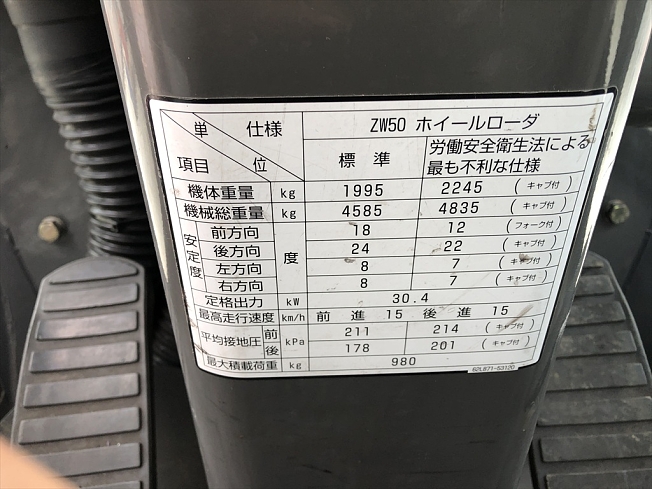 単 仕様 ZW50 ホイールローダ
項目 位 標準 労働安全衛生法による
最も不利な仕様
機体重量 kg 1995 2245 (キャブ付)
機械総重量 kg 4585 4835 (キャブ付)
安定度 前方向 度 18 12 (フォーク付)
後方向 24 22 (キャブ付)
左方向 8 7 (キャブ付)
右方向 8 7 (キャブ付)
定格出力 kW 30.4
最高走行速度 km/h 前進 15 後進 15
平均接地圧 前 kPa 211 214 (キャブ付)
後 178 201 (キャブ付)
最大積載荷重 kg 980
62L871-53120